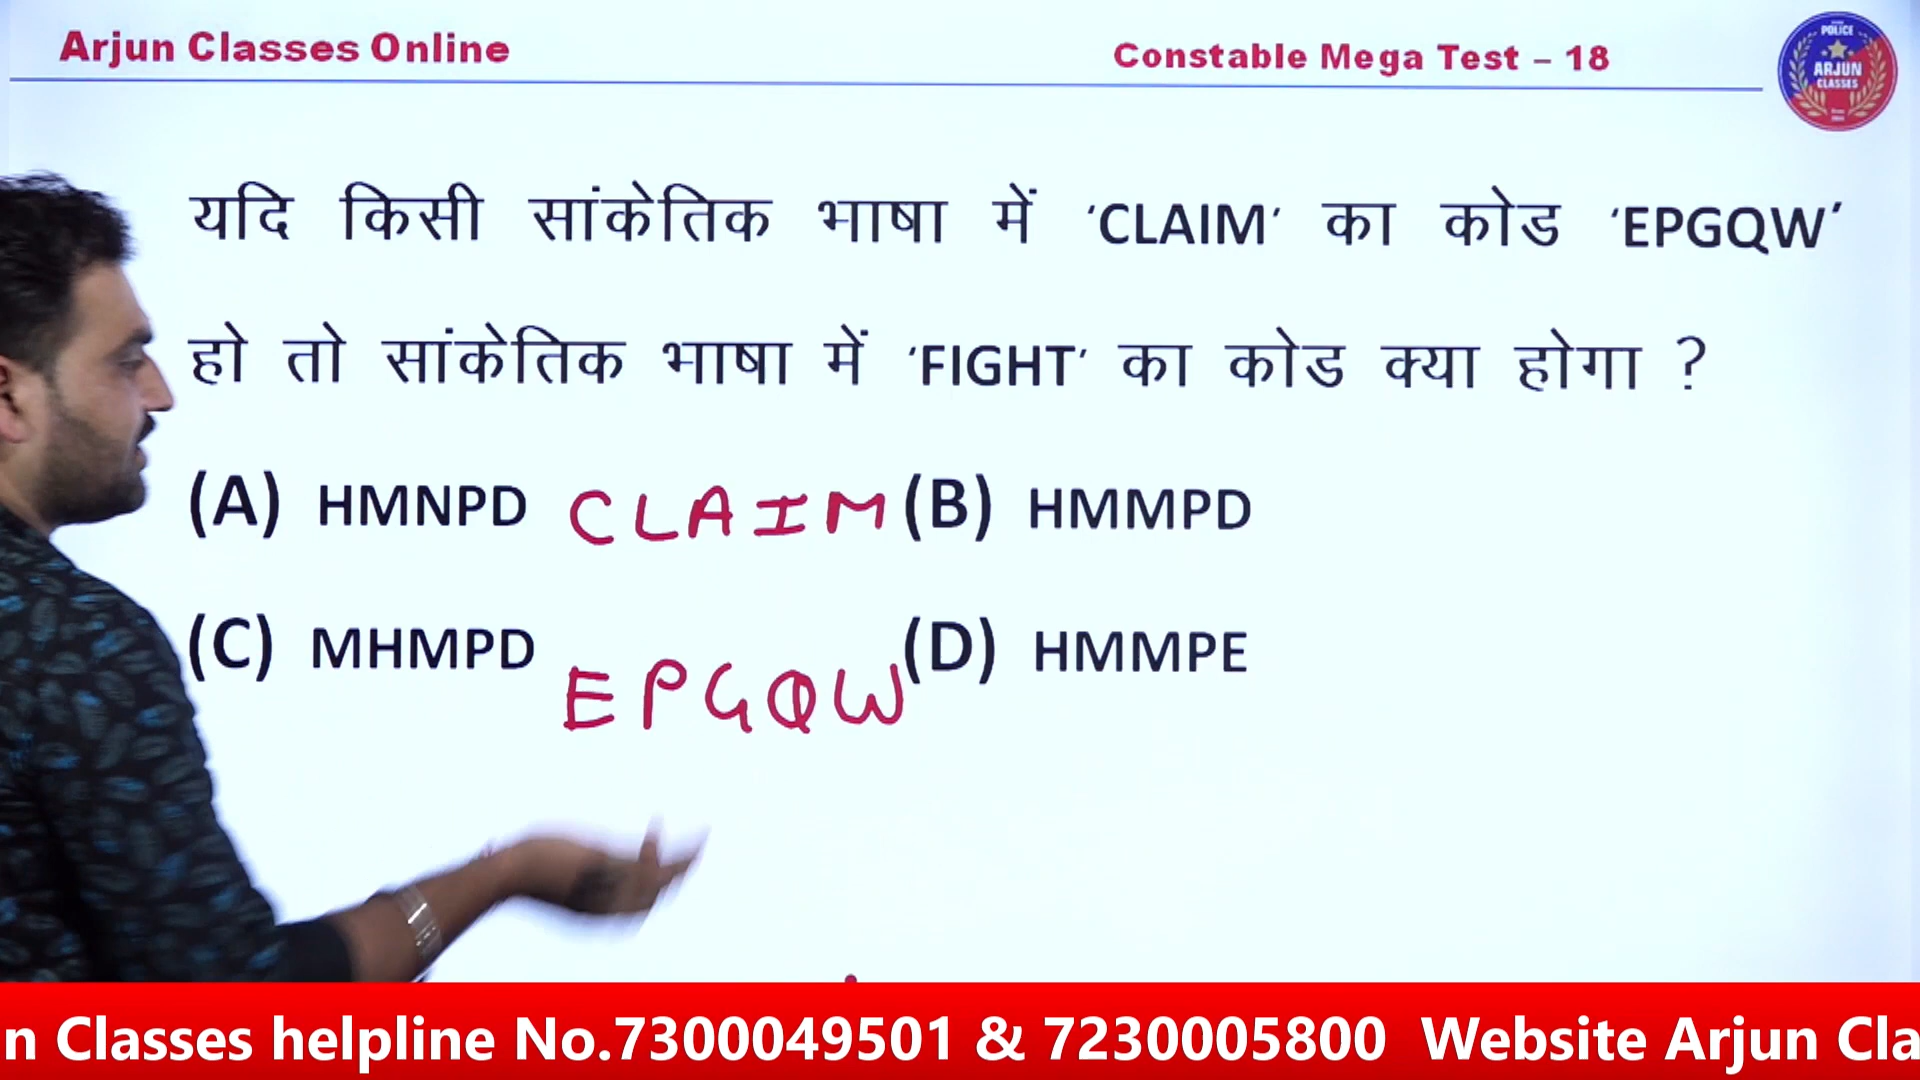 Arjun Classes Online
Constable Mega Test – 18
POLICE
ARJUN
CLASSES
यदि किसी सांकेतिक भाषा में ‘CLAIM’ का कोड ‘EPGQW’
हो तो सांकेतिक भाषा में ‘FIGHT’ का कोड क्या होगा ?
(A) HMNPD CLAIM (B) HMMPD
(C) MHMPD (D) HMMPE
EPGQW
n Classes helpline No.7300049501 & 7230005800 Website Arjun Cla